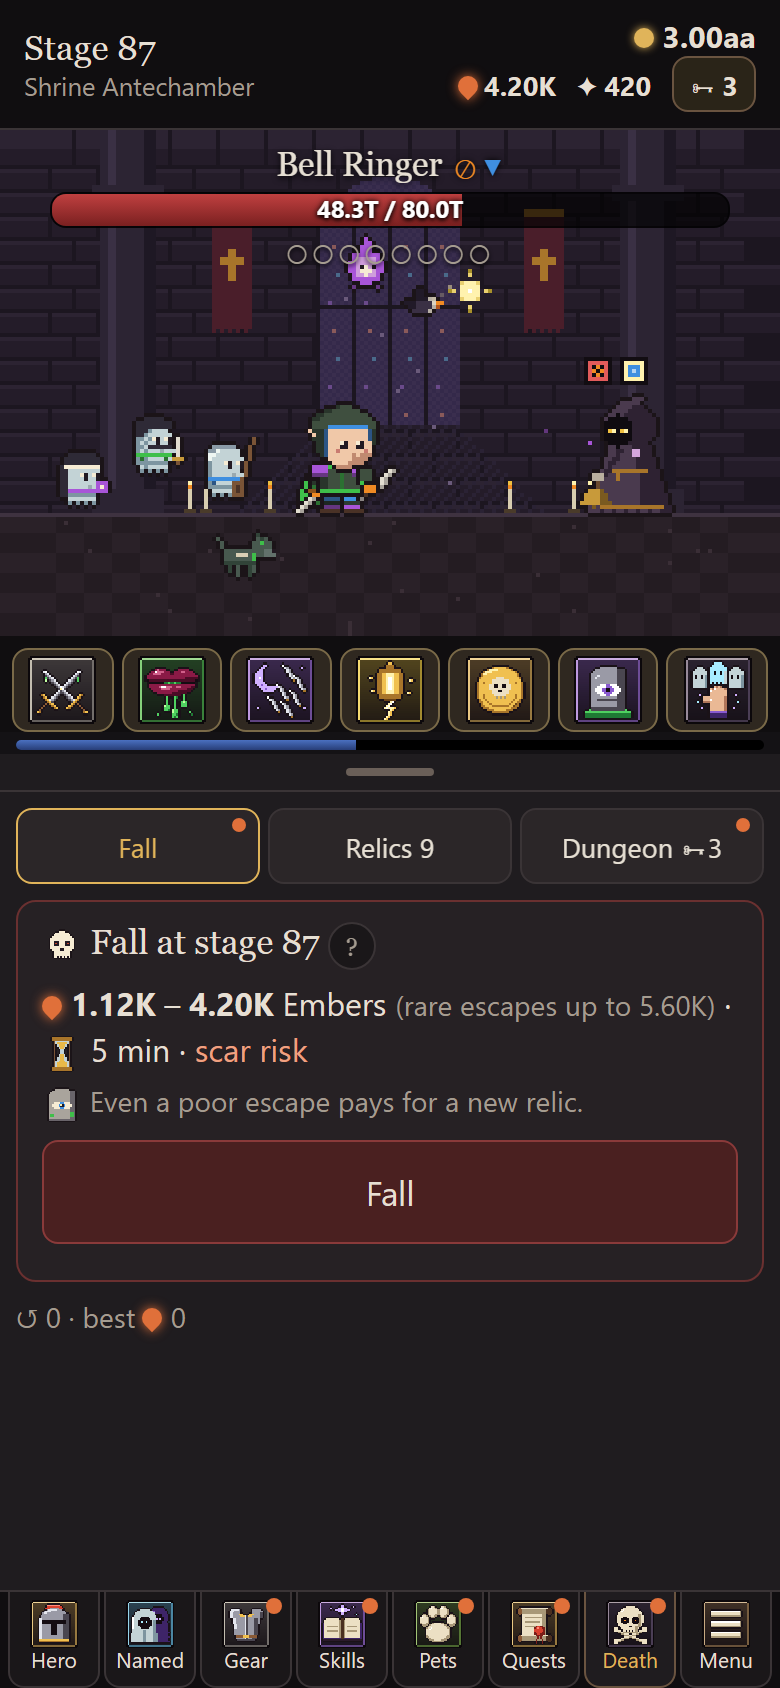 Stage 87
3.00aa
Shrine Antechamber
4.20K
420
3
Bell Ringer
48.3T / 80.0T
Fall
Relics 9
Dungeon 3
Fall at stage 87 ?
1.12K – 4.20K Embers (rare escapes up to 5.60K) ·
5 min · scar risk
Even a poor escape pays for a new relic.
Fall
↺ 0 · best 0
Hero
Named
Gear
Skills
Pets
Quests
Death
Menu